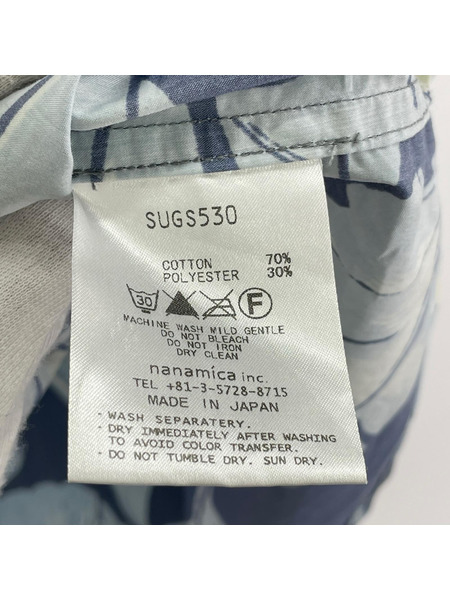 SUGS530
COTTON 70%
POLYESTER 30%
30 F
MACHINE WASH MILD GENTLE
DO NOT BLEACH
DO NOT IRON
DRY CLEAN
nanamica inc.
TEL +81-3-5728-8715
MADE IN JAPAN
· WASH SEPARATERY.
· DRY IMMEDIATELY AFTER WASHING
TO AVOID COLOR TRANSFER.
· DO NOT TUMBLE DRY. SUN DRY.